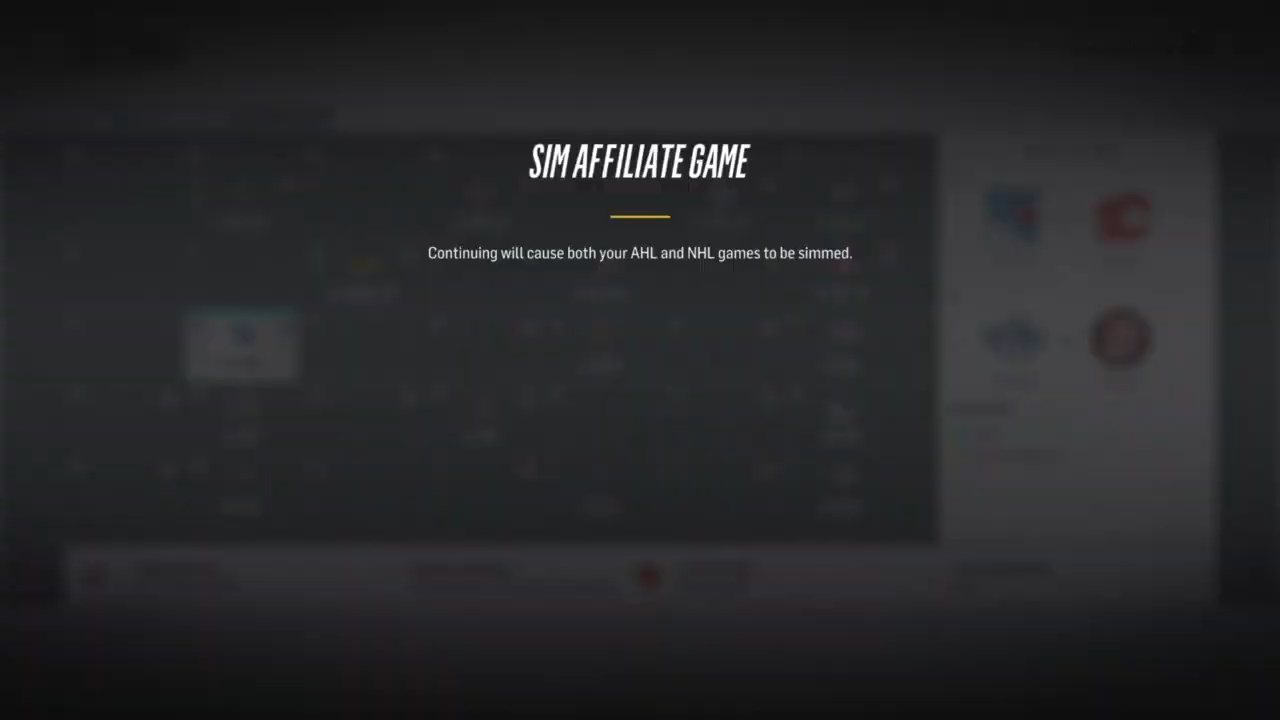 SIM AFFILIATE GAME
Continuing will cause both your AHL and NHL games to be simmed.